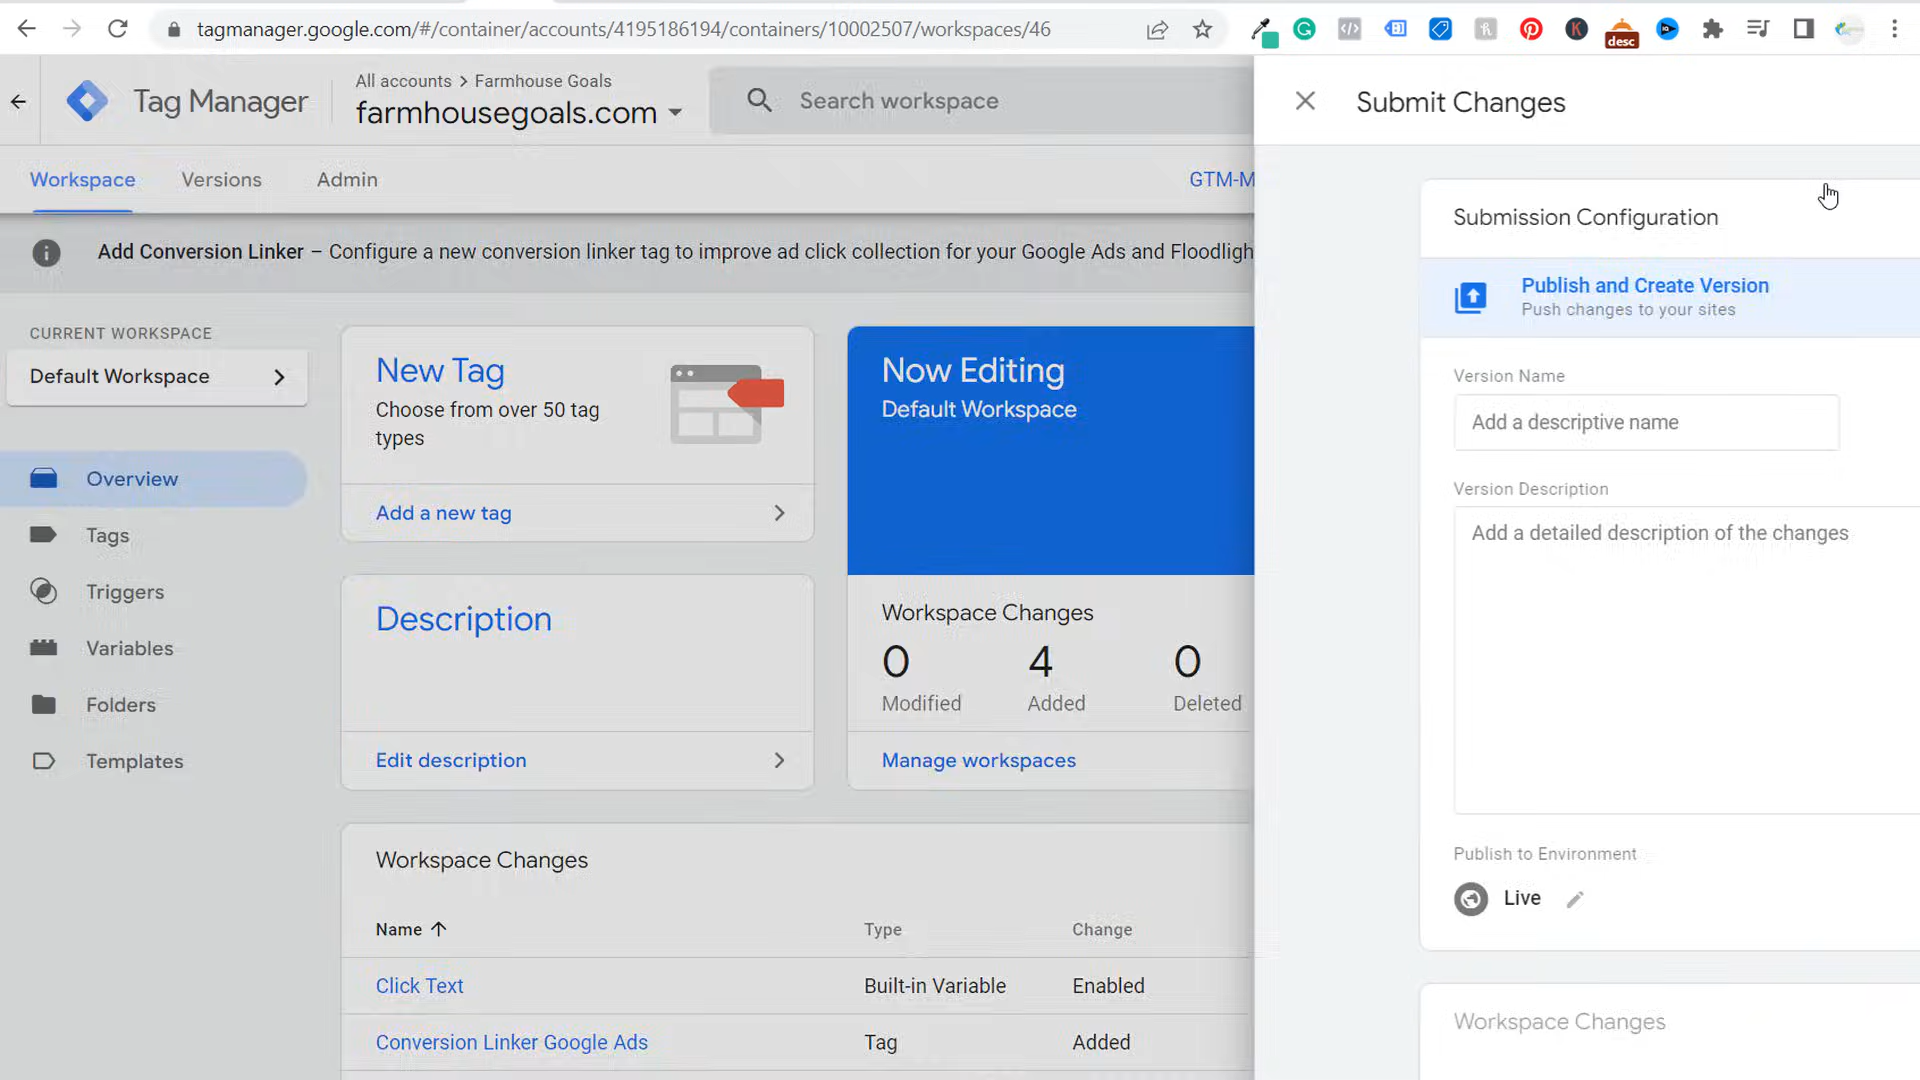 tagmanager.google.com/#/container/accounts/4195186194/containers/10002507/workspaces/46
desc
Tag Manager
All accounts > Farmhouse Goals
farmhousegoals.com
Search workspace
Submit Changes
Workspace
Versions
Admin
GTM-M
Submission Configuration
Add Conversion Linker – Configure a new conversion linker tag to improve ad click collection for your Google Ads and Floodligh
Publish and Create Version
Push changes to your sites
CURRENT WORKSPACE
Default Workspace
New Tag
Choose from over 50 tag
types
Add a new tag
Now Editing
Default Workspace
Version Name
Add a descriptive name
Version Description
Add a detailed description of the changes
Overview
Tags
Triggers
Variables
Folders
Templates
Description
Edit description
Workspace Changes
0
4
0
Modified
Added
Deleted
Manage workspaces
Publish to Environment
Live
Workspace Changes
Name
Type
Change
Click Text
Built-in Variable
Enabled
Conversion Linker Google Ads
Tag
Added
Workspace Changes